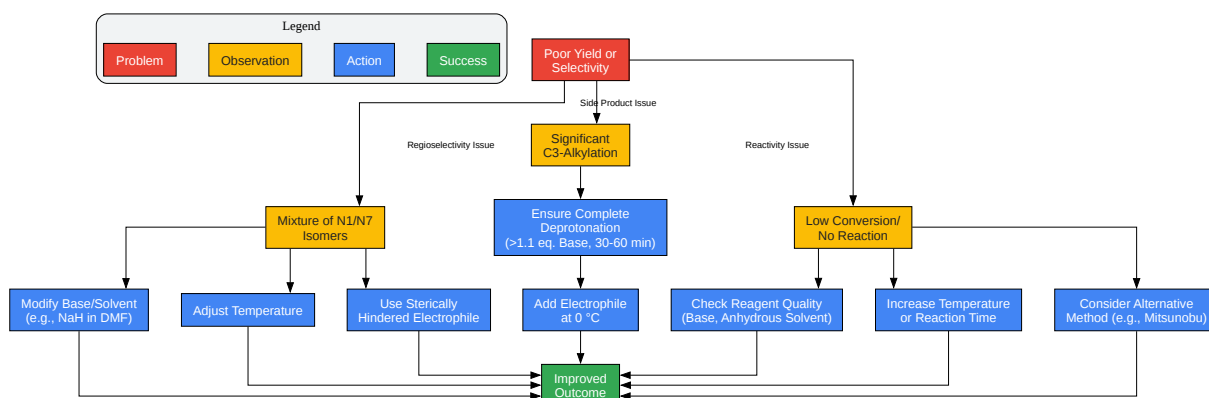 Legend
Problem
Observation
Action
Success
Poor Yield or
Selectivity
Side Product Issue
Regioselectivity Issue
Significant
C3-Alkylation
Reactivity Issue
Mixture of N1/N7
Isomers
Ensure Complete
Deprotonation
(>1.1 eq. Base, 30-60 min)
Low Conversion/
No Reaction
Modify Base/Solvent
(e.g., NaH in DMF)
Adjust Temperature
Use Sterically
Hindered Electrophile
Add Electrophile
at 0 °C
Check Reagent Quality
(Base, Anhydrous Solvent)
Increase Temperature
or Reaction Time
Consider Alternative
Method (e.g., Mitsunobu)
Improved
Outcome